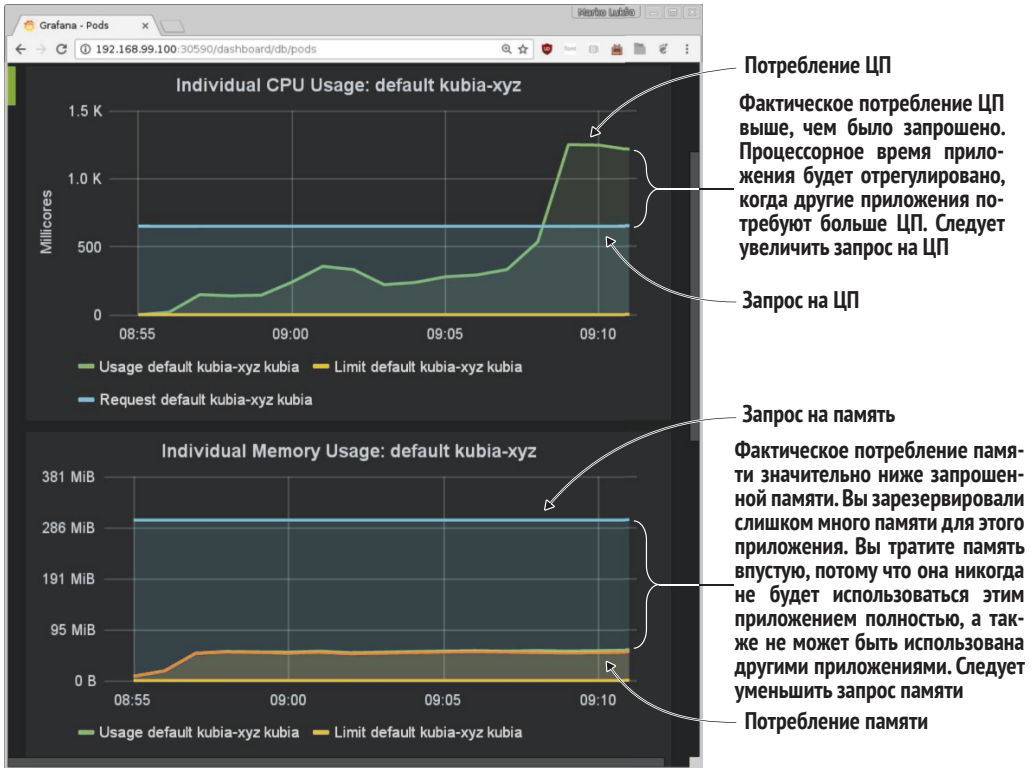 Marko Lukša
Grafana - Pods
192.168.99.100:30590/dashboard/db/pods
Individual CPU Usage: default kubia-xyz
1.5 K
1.0 K
500
0
Millicores
08:55
09:00
09:05
09:10
Usage default kubia-xyz kubia
Limit default kubia-xyz kubia
Request default kubia-xyz kubia
Individual Memory Usage: default kubia-xyz
381 MiB
286 MiB
191 MiB
95 MiB
0 B
08:55
09:00
09:05
09:10
Usage default kubia-xyz kubia
Limit default kubia-xyz kubia
Потребление ЦП
Фактическое потребление ЦП
выше, чем было запрошено.
Процессорное время прило-
жения будет отрегулировано,
когда другие приложения по-
требуют больше ЦП. Следует
увеличить запрос на ЦП
Запрос на ЦП
Запрос на память
Фактическое потребление памя-
ти значительно ниже запрошен-
ной памяти. Вы зарезервировали
слишком много памяти для этого
приложения. Вы тратите память
впустую, потому что она никогда
не будет использоваться этим
приложением полностью, а так-
же не может быть использована
другими приложениями. Следует
уменьшить запрос памяти
Потребление памяти